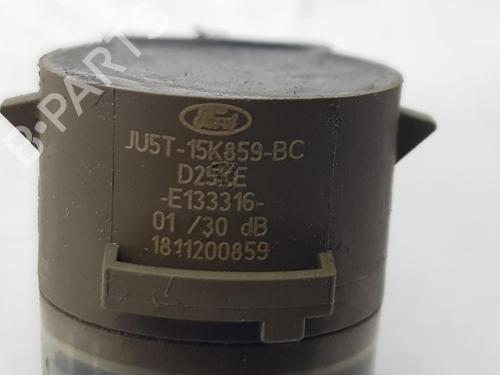 B-PARTS
Ford
JU5T-15K859-BC
-E133316-
01 /30 dB
1811200859